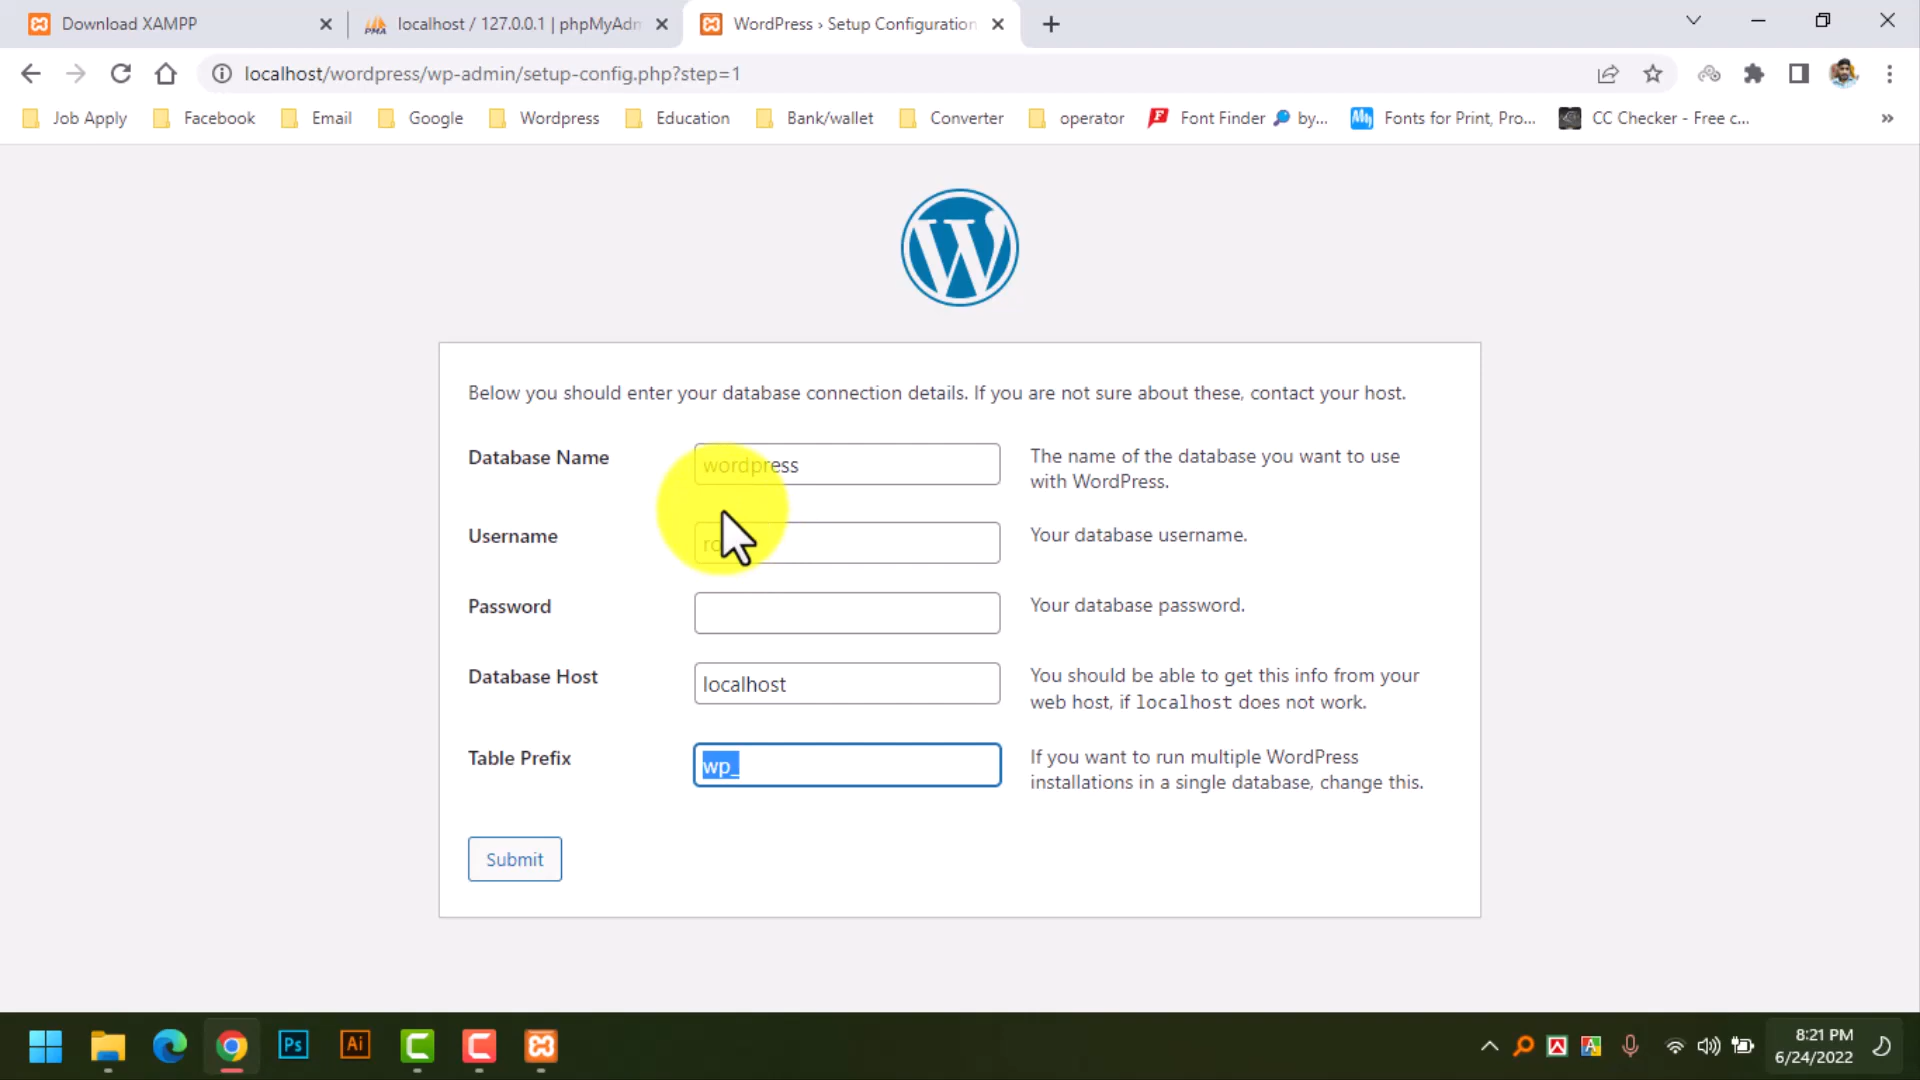 Download XAMPP
localhost / 127.0.0.1 | phpMyAdm
WordPress › Setup Configuration
localhost/wordpress/wp-admin/setup-config.php?step=1
Job Apply
Facebook
Email
Google
Wordpress
Education
Bank/wallet
Converter
operator
Font Finder 🔎 by...
Fonts for Print, Pro...
CC Checker - Free c...
»
Below you should enter your database connection details. If you are not sure about these, contact your host.
Database Name
wordpress
The name of the database you want to use
with WordPress.
Username
Your database username.
Password
Your database password.
Database Host
localhost
You should be able to get this info from your
web host, if localhost does not work.
Table Prefix
wp_
If you want to run multiple WordPress
installations in a single database, change this.
Submit
Ps
Ai
8:21 PM
6/24/2022